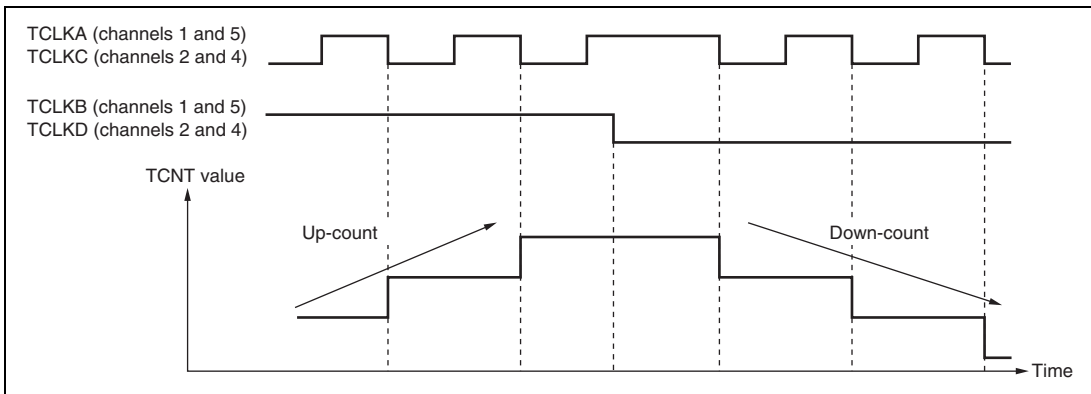 TCLKA (channels 1 and 5)
TCLKC (channels 2 and 4)
TCLKB (channels 1 and 5)
TCLKD (channels 2 and 4)
TCNT value
Up-count
Down-count
Time